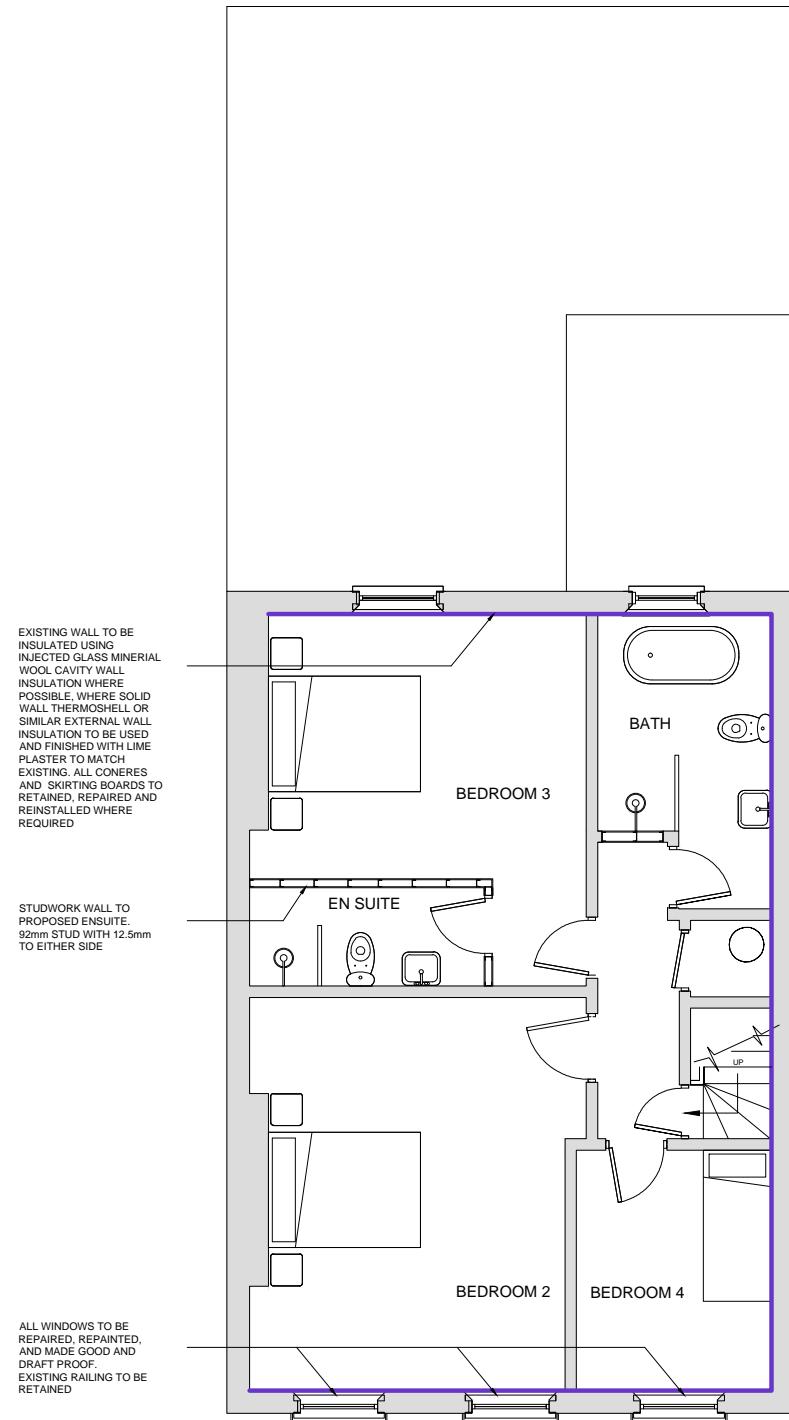 EXISTING WALL TO BE
INSULATED USING
INJECTED GLASS MINERIAL
WOOL CAVITY WALL
INSULATION WHERE
POSSIBLE, WHERE SOLID
WALL THERMOSHELL OR
SIMILAR EXTERNAL WALL
INSULATION TO BE USED
AND FINISHED WITH LIME
PLASTER TO MATCH
EXISTING. ALL CONERES
AND SKIRTING BOARDS TO
RETAINED, REPAIRED AND
REINSTALLED WHERE
REQUIRED
BATH
BEDROOM 3
STUDWORK WALL TO
PROPOSED ENSUITE.
92mm STUD WITH 12.5mm
TO EITHER SIDE
EN SUITE
UP
BEDROOM 2
BEDROOM 4
ALL WINDOWS TO BE
REPAIRED, REPAINTED,
AND MADE GOOD AND
DRAFT PROOF.
EXISTING RAILING TO BE
RETAINED